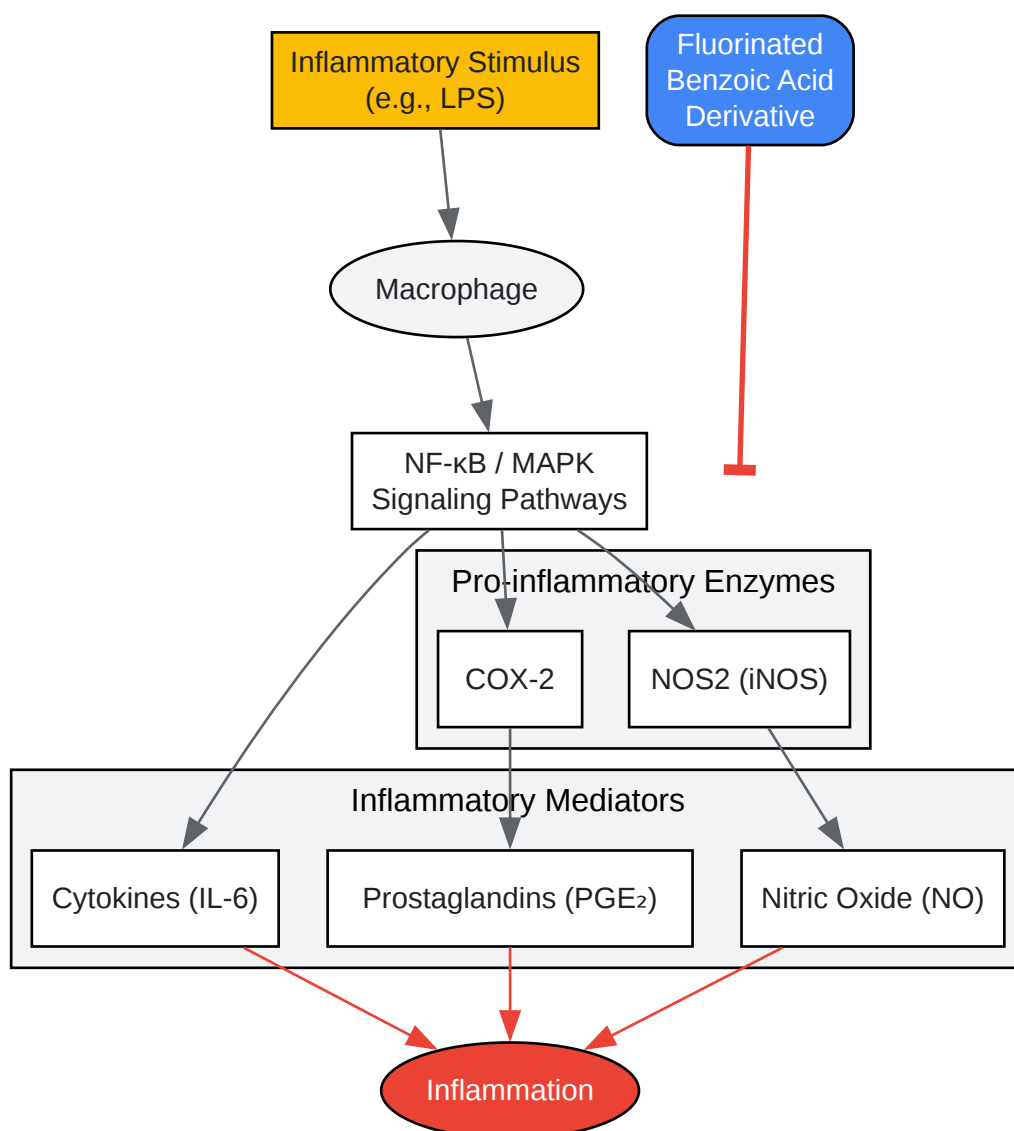 Inflammatory Stimulus
(e.g., LPS)
Fluorinated
Benzoic Acid
Derivative
Macrophage
NF-κB / MAPK
Signaling Pathways
Pro-inflammatory Enzymes
COX-2
NOS2 (iNOS)
Inflammatory Mediators
Cytokines (IL-6)
Prostaglandins (PGE₂)
Nitric Oxide (NO)
Inflammation